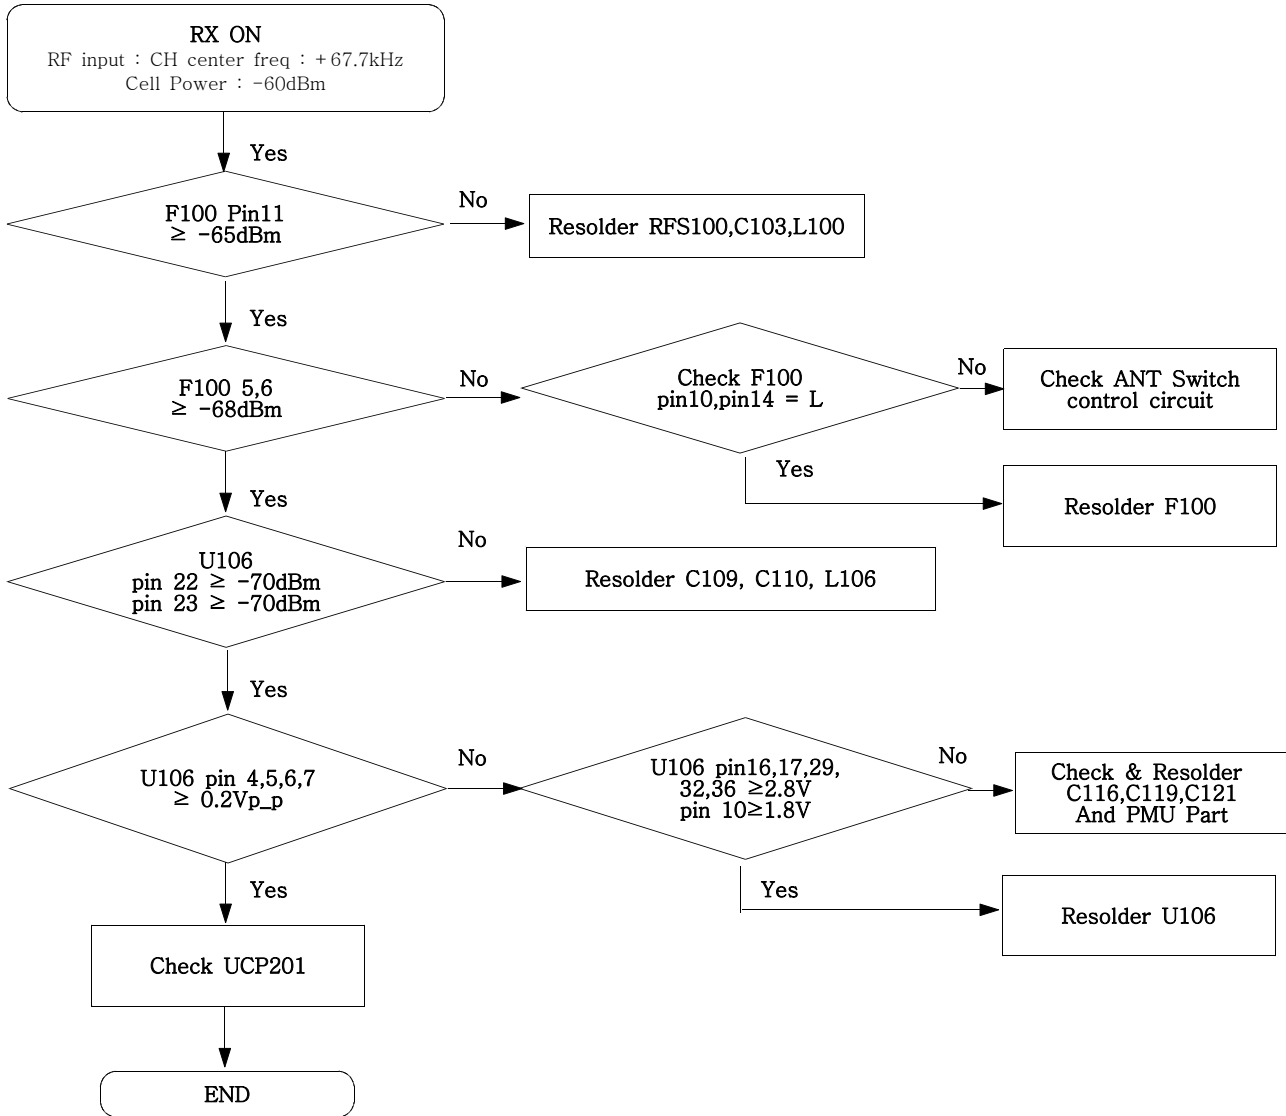 RX ON
RF input : CH center freq : +67.7kHz
Cell Power : -60dBm
Yes
F100 Pin11
≥ -65dBm
No
Resolder RFS100,C103,L100
Yes
F100 5,6
≥ -68dBm
No
Check F100
pin10,pin14 = L
No
Check ANT Switch
control circuit
Yes
Resolder F100
Yes
U106
pin 22 ≥ -70dBm
pin 23 ≥ -70dBm
No
Resolder C109, C110, L106
Yes
U106 pin 4,5,6,7
≥ 0.2Vp_p
No
U106 pin16,17,29,
32,36 ≥2.8V
pin 10≥1.8V
No
Check & Resolder
C116,C119,C121
And PMU Part
Yes
Resolder U106
Yes
Check UCP201
END